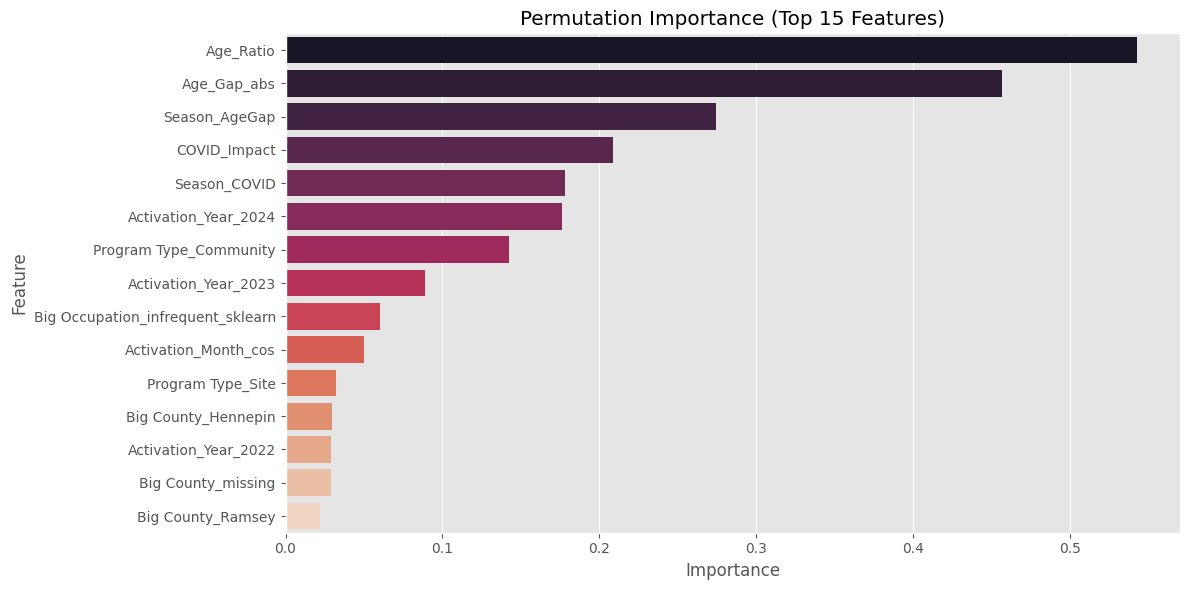 Permutation Importance (Top 15 Features)
Feature
Age_Ratio
Age_Gap_abs
Season_AgeGap
COVID_Impact
Season_COVID
Activation_Year_2024
Program Type_Community
Activation_Year_2023
Big Occupation_infrequent_sklearn
Activation_Month_cos
Program Type_Site
Big County_Hennepin
Activation_Year_2022
Big County_missing
Big County_Ramsey
0.0 0.1 0.2 0.3 0.4 0.5
Importance